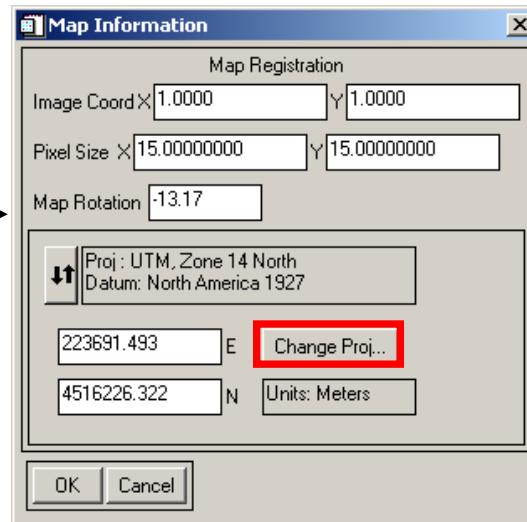 Map Information
Map Registration
Image Coord X 1.0000 Y 1.0000
Pixel Size X 15.00000000 Y 15.00000000
Map Rotation -13.17
Proj : UTM, Zone 14 North
Datum: North America 1927
223691.493 E Change Proj...
4516226.322 N Units: Meters
OK Cancel